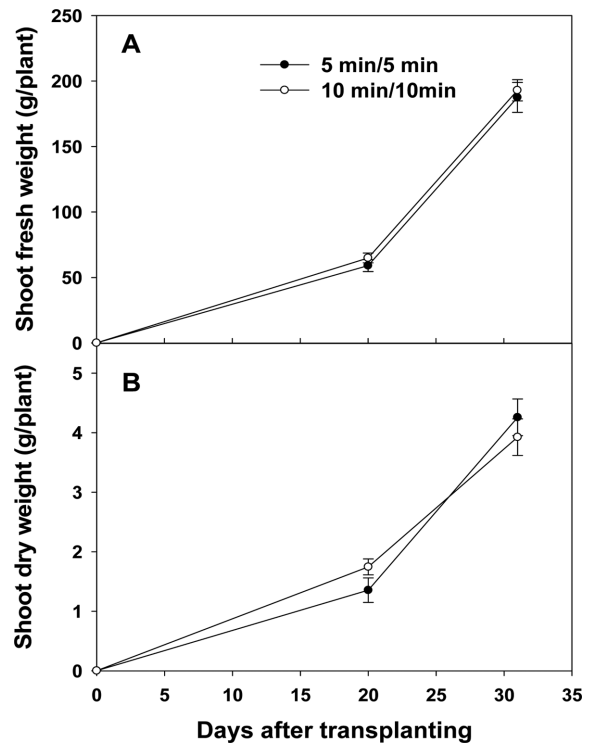 A
5 min/5 min
10 min/10min
Shoot fresh weight (g/plant)
250
200
150
100
50
0
B
Shoot dry weight (g/plant)
5
4
3
2
1
0
0 5 10 15 20 25 30 35
Days after transplanting